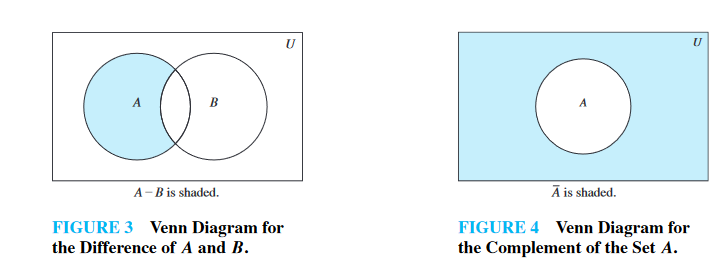 U
A
B
A – B is shaded.
FIGURE 3 Venn Diagram for
the Difference of A and B.
U
A
A̅ is shaded.
FIGURE 4 Venn Diagram for
the Complement of the Set A.